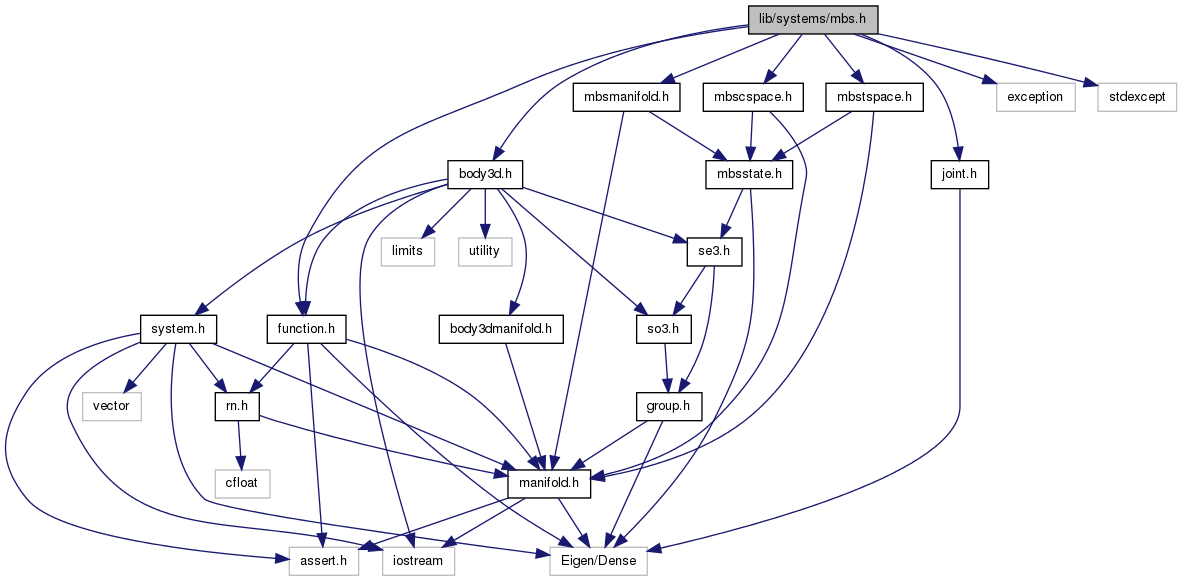 lib/systems/mbs.h
mbsmanifold.h
mbscspace.h
mbstspace.h
exception
stdexcept
body3d.h
mbsstate.h
joint.h
limits
utility
se3.h
system.h
function.h
body3dmanifold.h
so3.h
vector
rn.h
group.h
cfloat
manifold.h
assert.h
iostream
Eigen/Dense